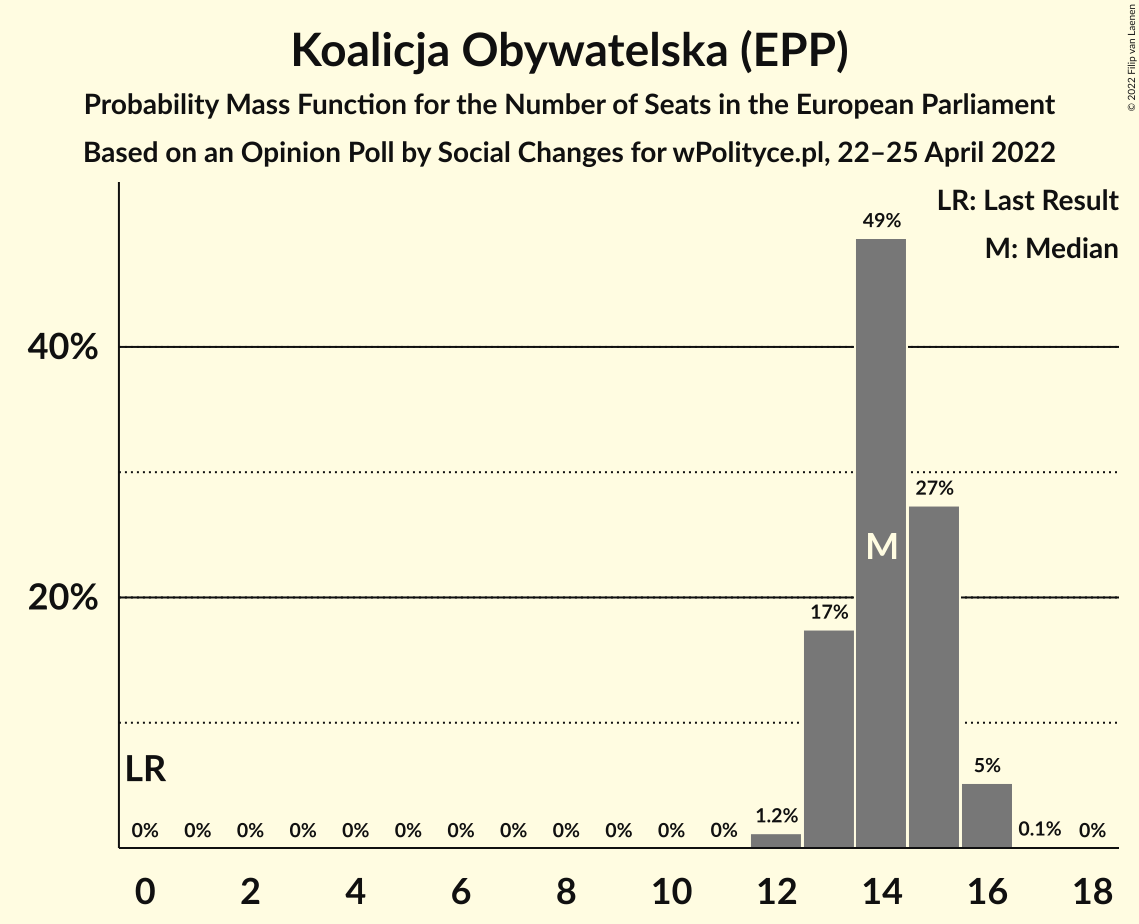 Koalicja Obywatelska (EPP)
Probability Mass Function for the Number of Seats in the European Parliament
Based on an Opinion Poll by Social Changes for wPolityce.pl, 22–25 April 2022
© 2022 Filip van Laenen
LR: Last Result
M: Median
49%
40%
27%
M
20%
17%
LR
5%
1.2%
0% 0% 0% 0% 0% 0% 0% 0% 0% 0% 0% 0% 0.1% 0%
0 2 4 6 8 10 12 14 16 18